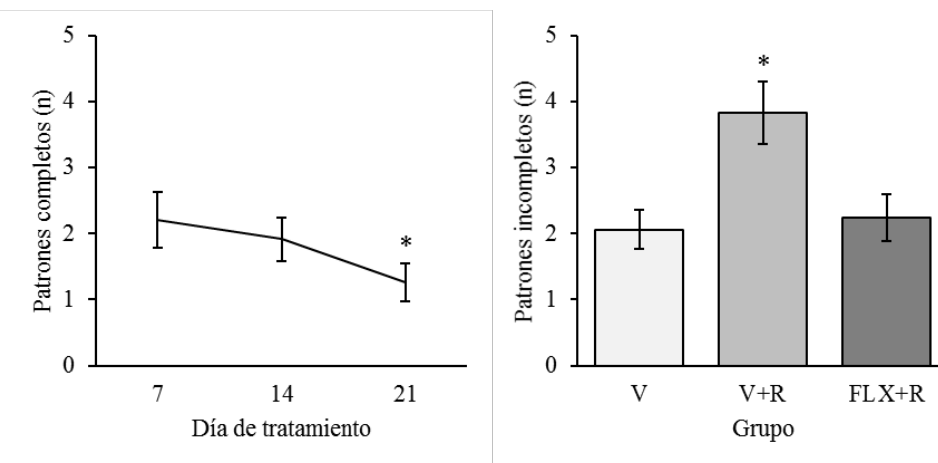 Patrones completos (n)
5
4
3
2
1
0
*
7 14 21
Día de tratamiento
Patrones incompletos (n)
5
4
3
2
1
0
*
V V+R FLX+R
Grupo